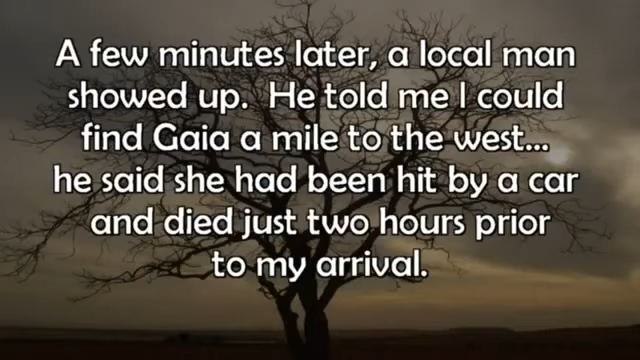 A few minutes later, a local man
showed up. He told me I could
find Gaia a mile to the west...
he said she had been hit by a car
and died just two hours prior
to my arrival.